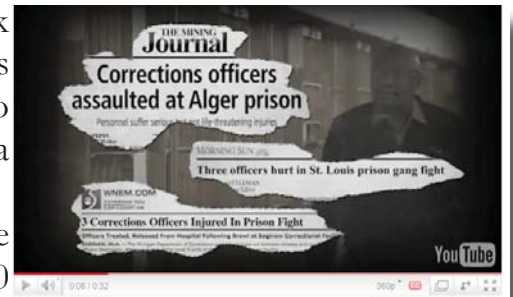 k
s
o
a
e
0
THE MINING
Journal
Corrections officers
assaulted at Alger prison
Personnel suffer serious but not life-threatening injuries
MORNING SUN
Three officers hurt in St. Louis prison gang fight
WNEM.COM
3 Corrections Officers Injured In Prison Fight
Officers Treated, Released From Hospital Following Brawl at Saginaw Correctional
YouTube
0:06 / 0:32
360p
CC